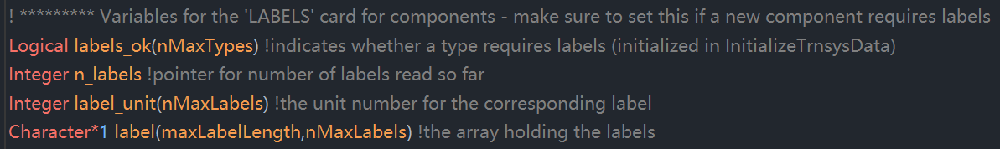 ! ********* Variables for the 'LABELS' card for components - make sure to set this if a new component requires labels
Logical labels_ok(nMaxTypes) !indicates whether a type requires labels (initialized in InitializeTrnsysData)
Integer n_labels !pointer for number of labels read so far
Integer label_unit(nMaxLabels) !the unit number for the corresponding label
Character*1 label(maxLabelLength,nMaxLabels) !the array holding the labels